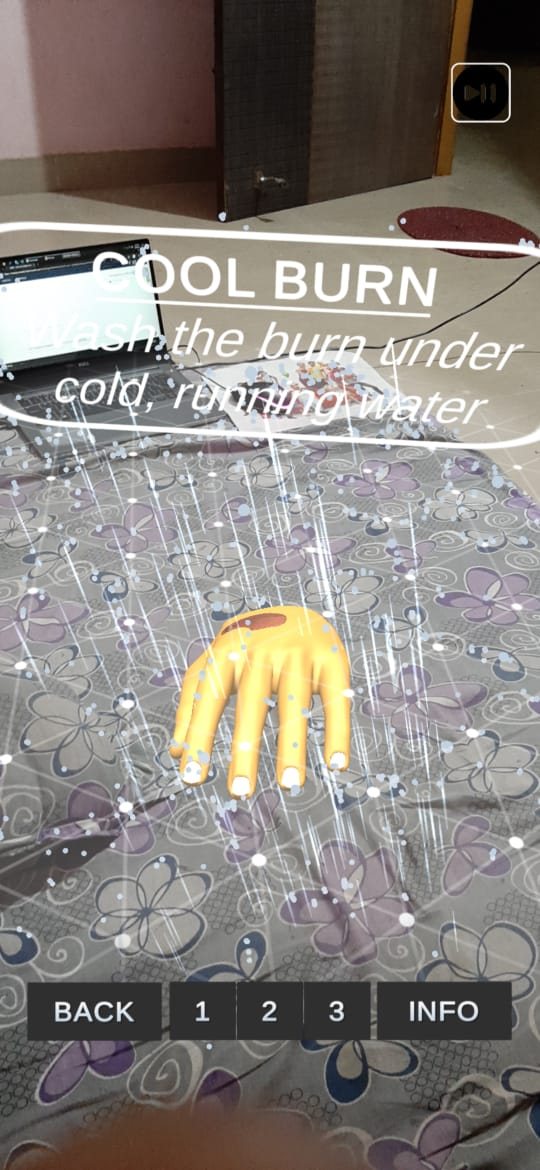 COOL BURN
Wash the burn under
cold, running water
BACK 1 2 3 INFO